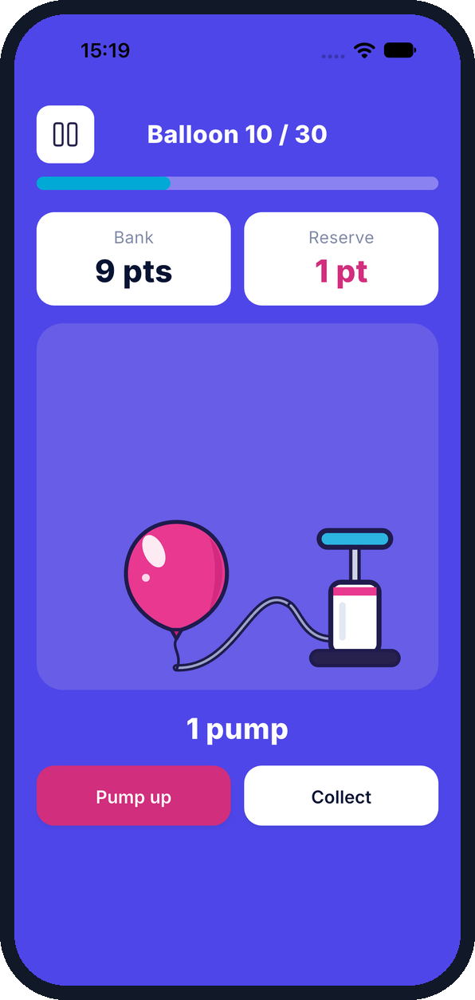 15:19
Balloon 10 / 30
Bank
9 pts
Reserve
1 pt
1 pump
Pump up
Collect